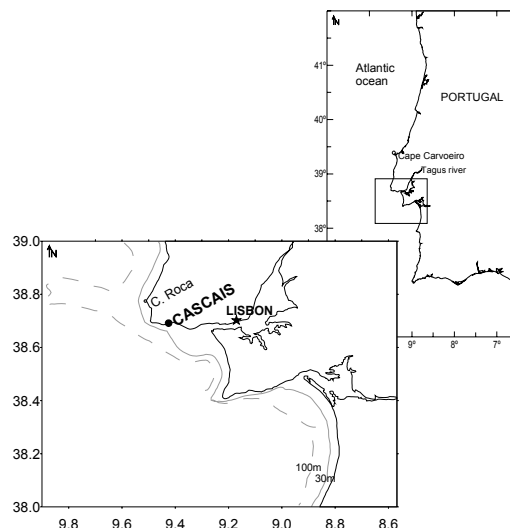 N
41°
Atlantic
ocean
PORTUGAL
40°
39°
Cape Carvoeiro
Tagus river
38°
9°
8°
7°
39.0
N
38.8
C. Roca
CASCAIS
LISBON
38.6
38.4
38.2
100m
30m
38.0
9.8
9.6
9.4
9.2
9.0
8.8
8.6